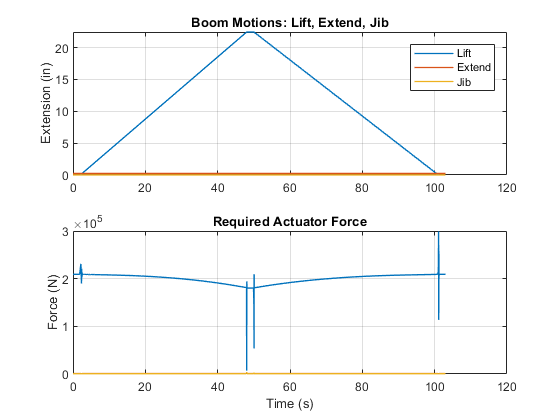 Boom Motions: Lift, Extend, Jib
Extension (in)
20
15
10
5
0
Lift
Extend
Jib
0 20 40 60 80 100 120
Time (s)
Required Actuator Force
×10^5
Force (N)
3
2
1
0
0 20 40 60 80 100 120
Time (s)